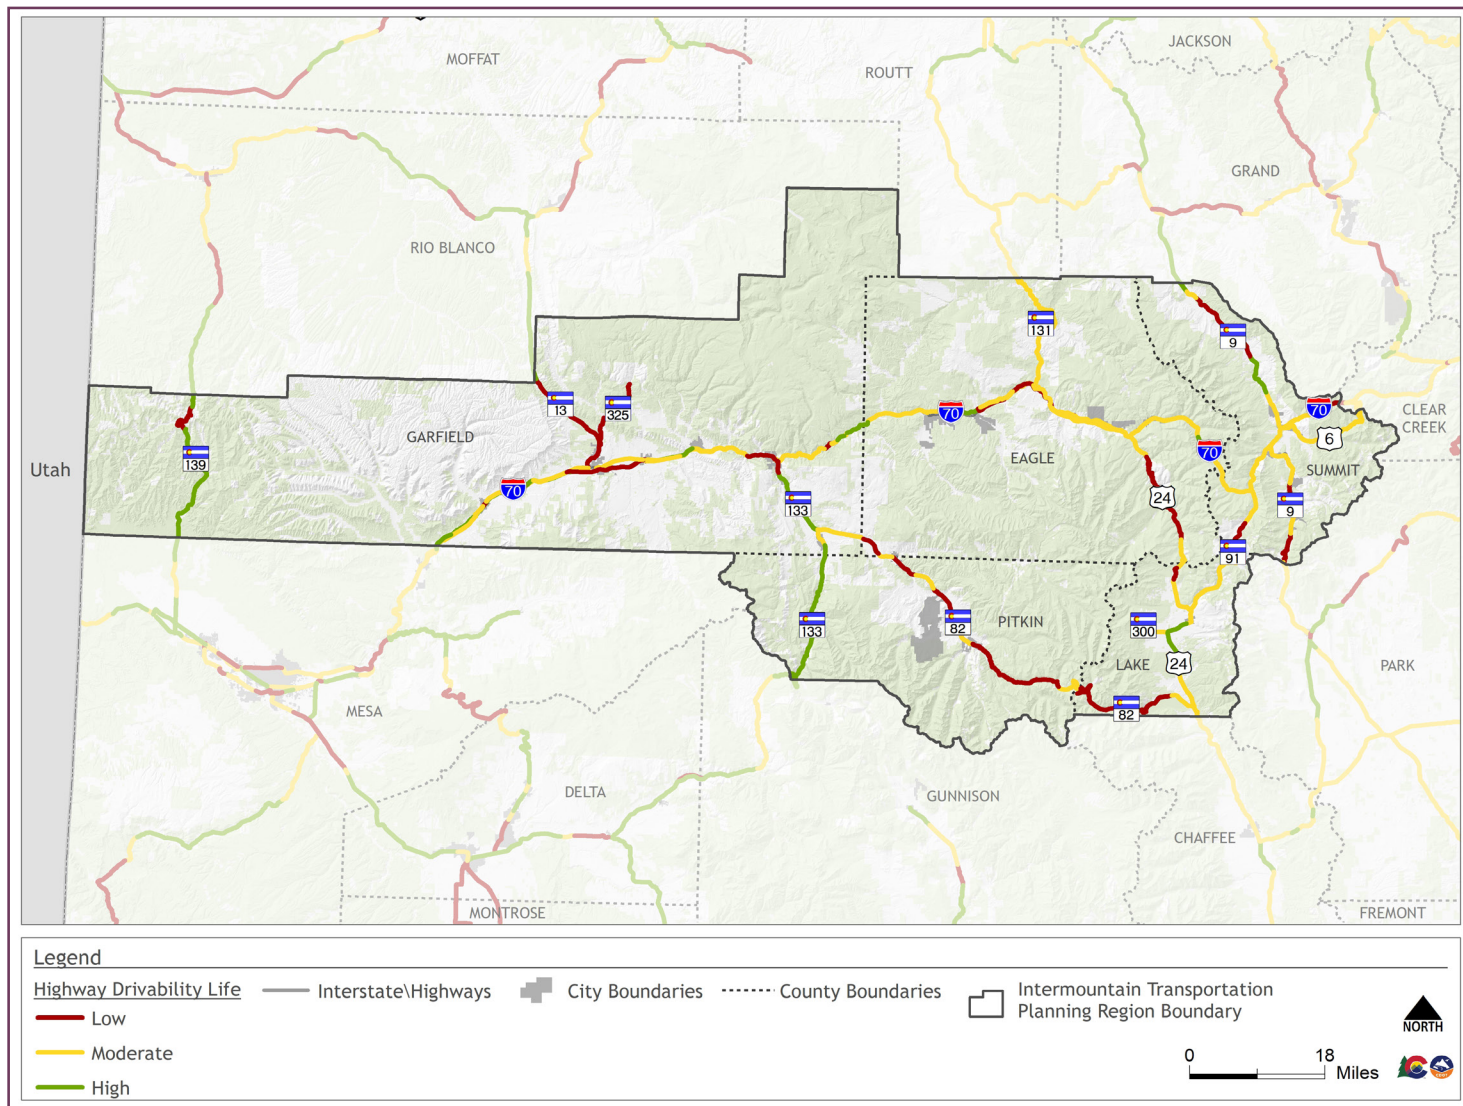 MOFFAT
ROUTT
JACKSON
GRAND
RIO BLANCO
131
9
13
325
70
70
CLEAR
CREEK
6
GARFIELD
139
Utah
EAGLE
70
SUMMIT
70
24
9
133
91
133
82
PITKIN
300
LAKE
24
PARK
82
MESA
DELTA
GUNNISON
CHAFFEE
MONTROSE
FREMONT
Legend
Highway Drivability Life
Interstate\Highways
City Boundaries
County Boundaries
Intermountain Transportation
Planning Region Boundary
Low
Moderate
High
0 18
Miles
NORTH